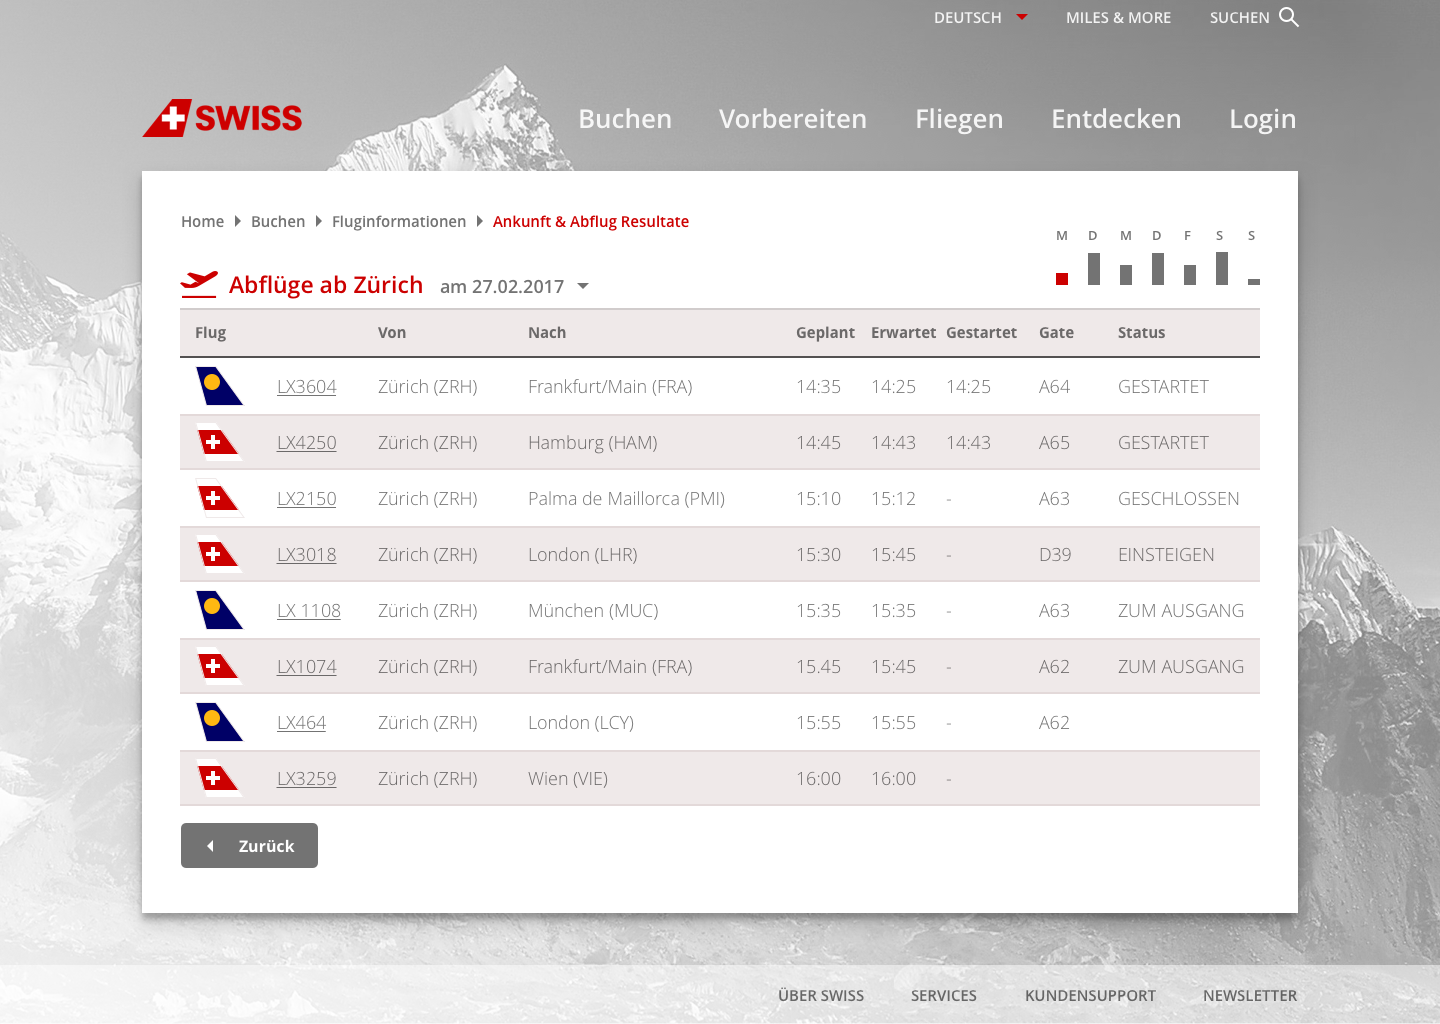 DEUTSCH MILES & MORE SUCHEN
SWISS Buchen Vorbereiten Fliegen Entdecken Login
Home Buchen Fluginformationen Ankunft & Abflug Resultate
M D M D F S S
Abflüge ab Zürich am 27.02.2017
Flug Von Nach Geplant Erwartet Gestartet Gate Status
LX3604 Zürich (ZRH) Frankfurt/Main (FRA) 14:35 14:25 14:25 A64 GESTARTET
LX4250 Zürich (ZRH) Hamburg (HAM) 14:45 14:43 14:43 A65 GESTARTET
LX2150 Zürich (ZRH) Palma de Maillorca (PMI) 15:10 15:12 - A63 GESCHLOSSEN
LX3018 Zürich (ZRH) London (LHR) 15:30 15:45 - D39 EINSTEIGEN
LX 1108 Zürich (ZRH) München (MUC) 15:35 15:35 - A63 ZUM AUSGANG
LX1074 Zürich (ZRH) Frankfurt/Main (FRA) 15.45 15:45 - A62 ZUM AUSGANG
LX464 Zürich (ZRH) London (LCY) 15:55 15:55 - A62
LX3259 Zürich (ZRH) Wien (VIE) 16:00 16:00 -
Zurück
ÜBER SWISS SERVICES KUNDENSUPPORT NEWSLETTER